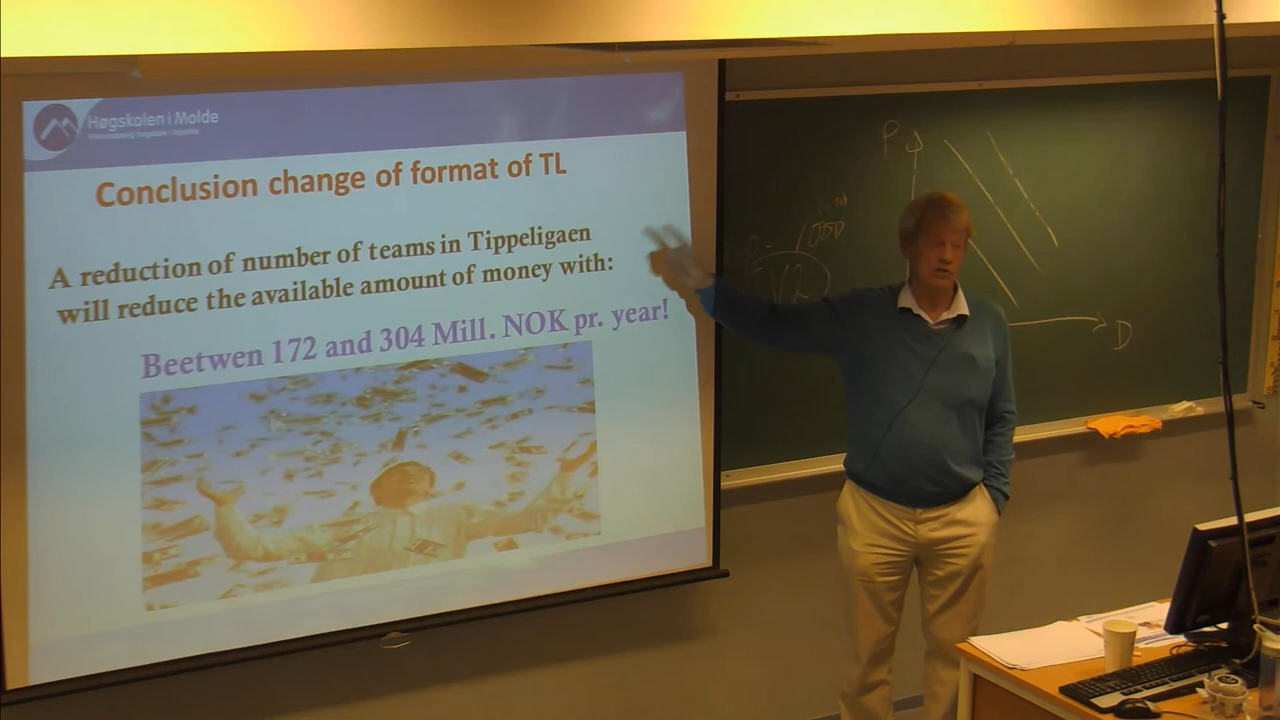 Høgskolen i Molde
Conclusion change of format of TL
A reduction of number of teams in Tippeligaen
will reduce the available amount of money with:
Beetwen 172 and 304 Mill. NOK pr. year!
P
D